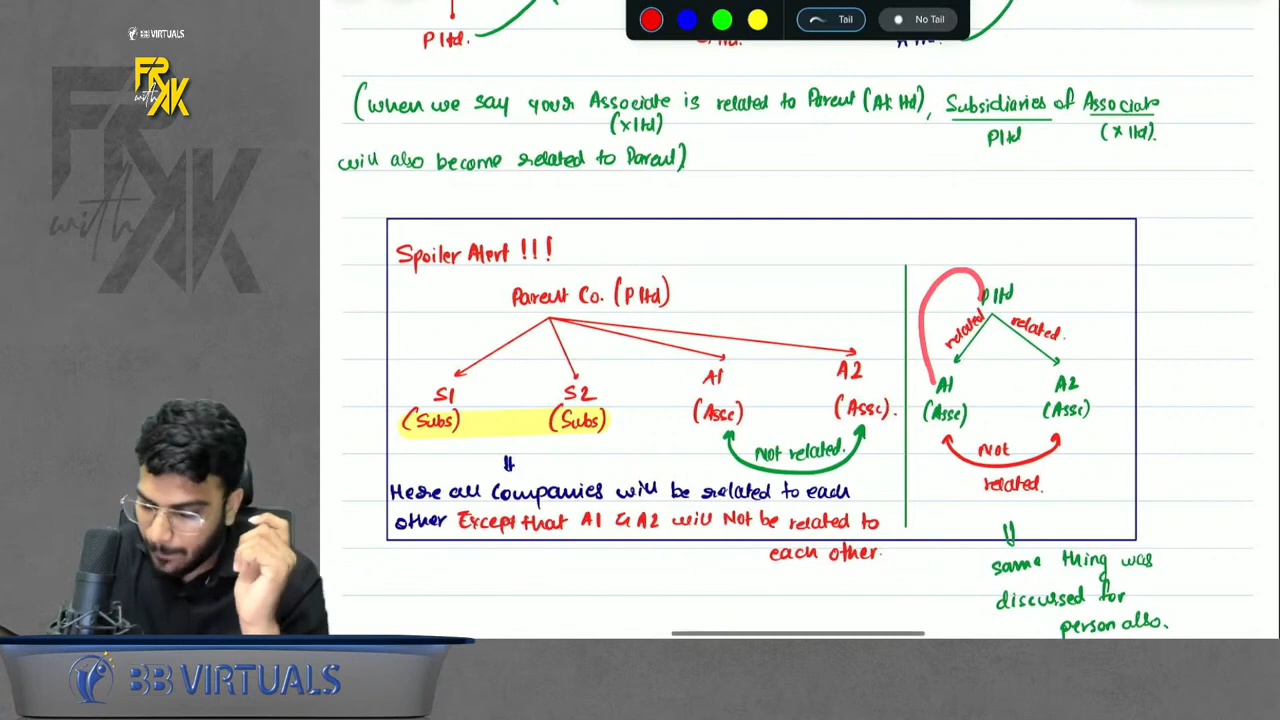 BB VIRTUALS
FR
with AK
Tail
No Tail
P ltd.
(when we say your Associate is related to Parent (AK ltd), Subsidiaries of Associate
(X ltd)
P ltd
(X ltd).
will also become related to Parent)
Spoiler Alert !!!
Parent Co. (P ltd)
S1
(Subs)
S2
(Subs)
A1
(Assc)
A2
(Assc).
Not related.
Here all Companies will be related to each
other Except that A1 & A2 will Not be related to
each other.
P ltd
related
related.
A1
(Assc)
A2
(Assc)
Not
related.
same thing was
discussed for
person also.
BB VIRTUALS